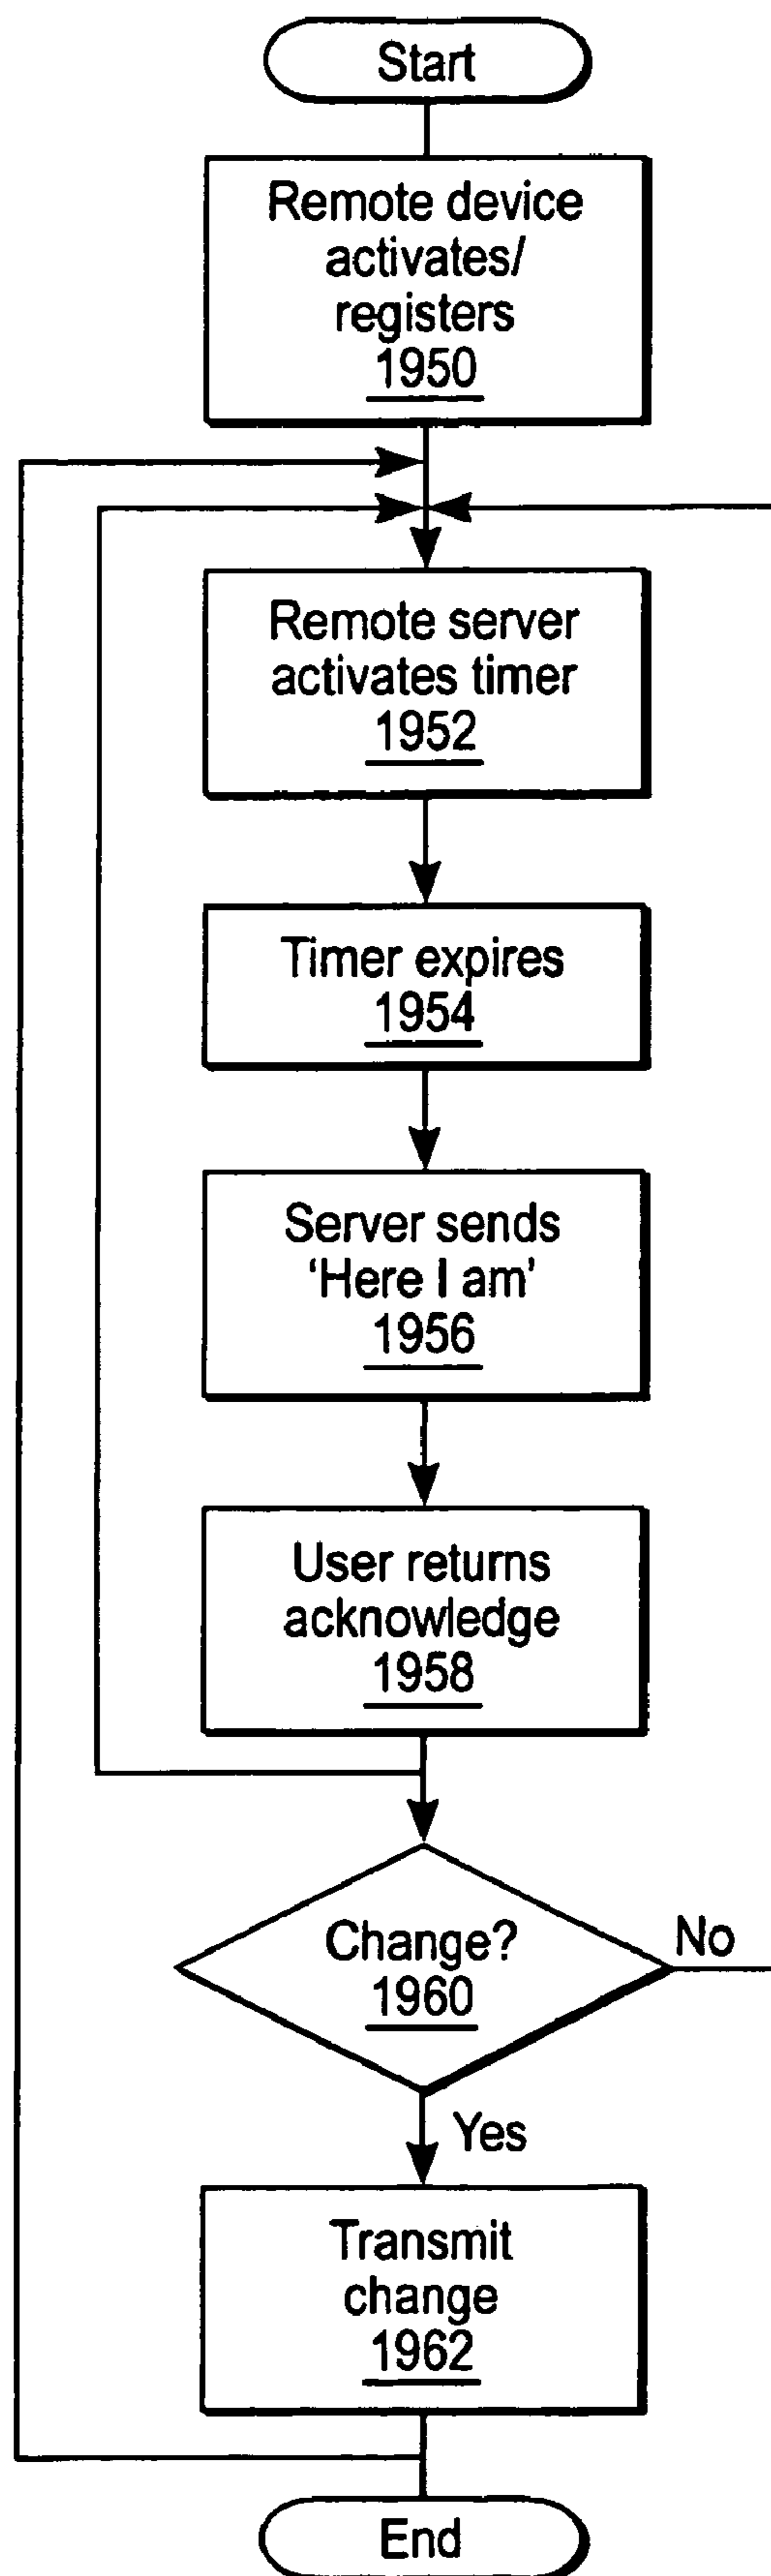 Start
Remote device
activates/
registers
1950
Remote server
activates timer
1952
Timer expires
1954
Server sends
‘Here I am’
1956
User returns
acknowledge
1958
Change?
1960
No
Yes
Transmit
change
1962
End